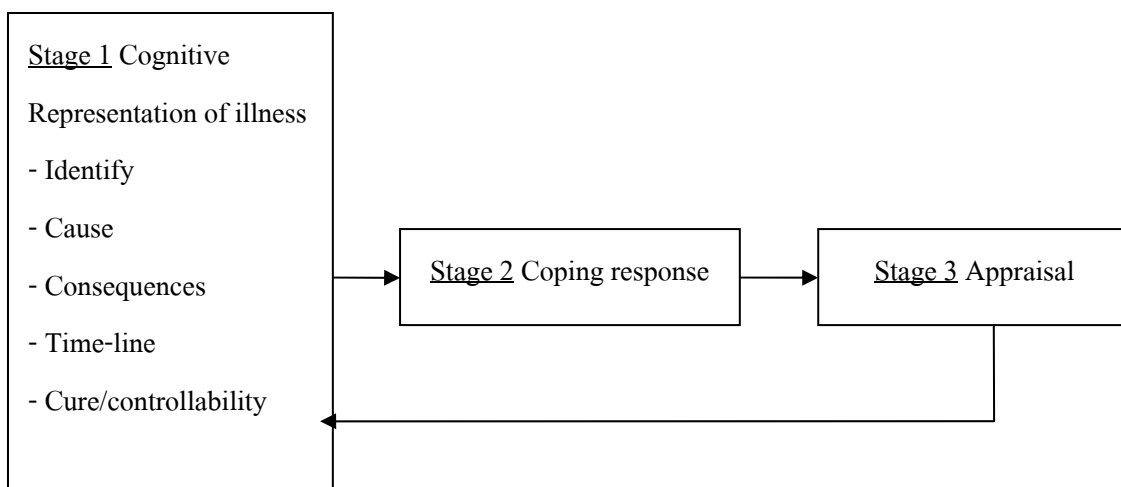 Stage 1 Cognitive
Representation of illness
- Identify
- Cause
- Consequences
- Time-line
- Cure/controllability
Stage 2 Coping response
Stage 3 Appraisal